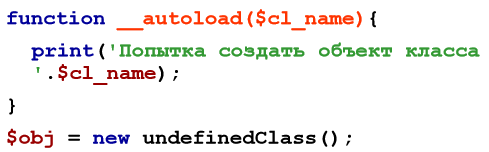 function __autoload($cl_name){
print('Попытка создать объект класса
'.$cl_name);
}
$obj = new undefinedClass();